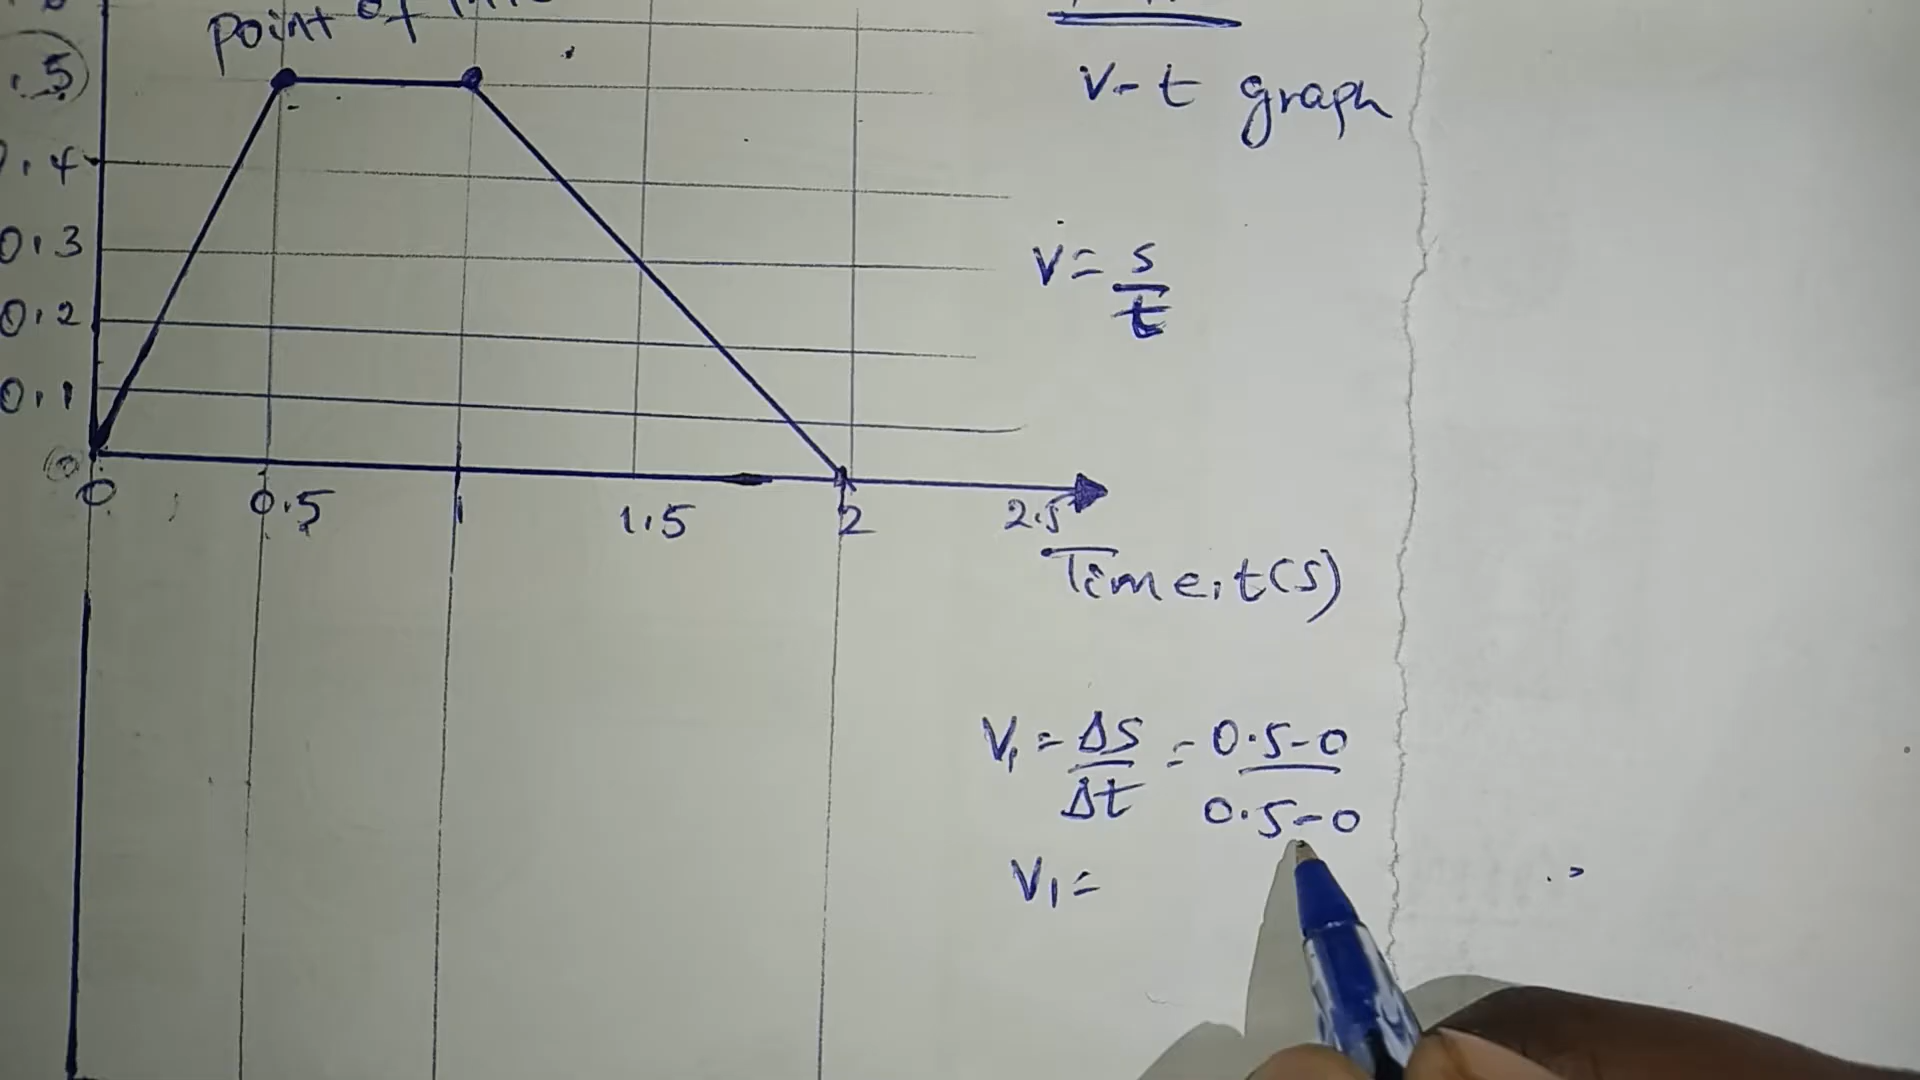 point of
v-t graph
.5
0.4
0.3
0.2
0.1
0
0 0.5 1 1.5 2 2.5
Time, t(s)
v = s/t
V₁ = Δs/Δt = 0.5-0/0.5-0
V₁ =